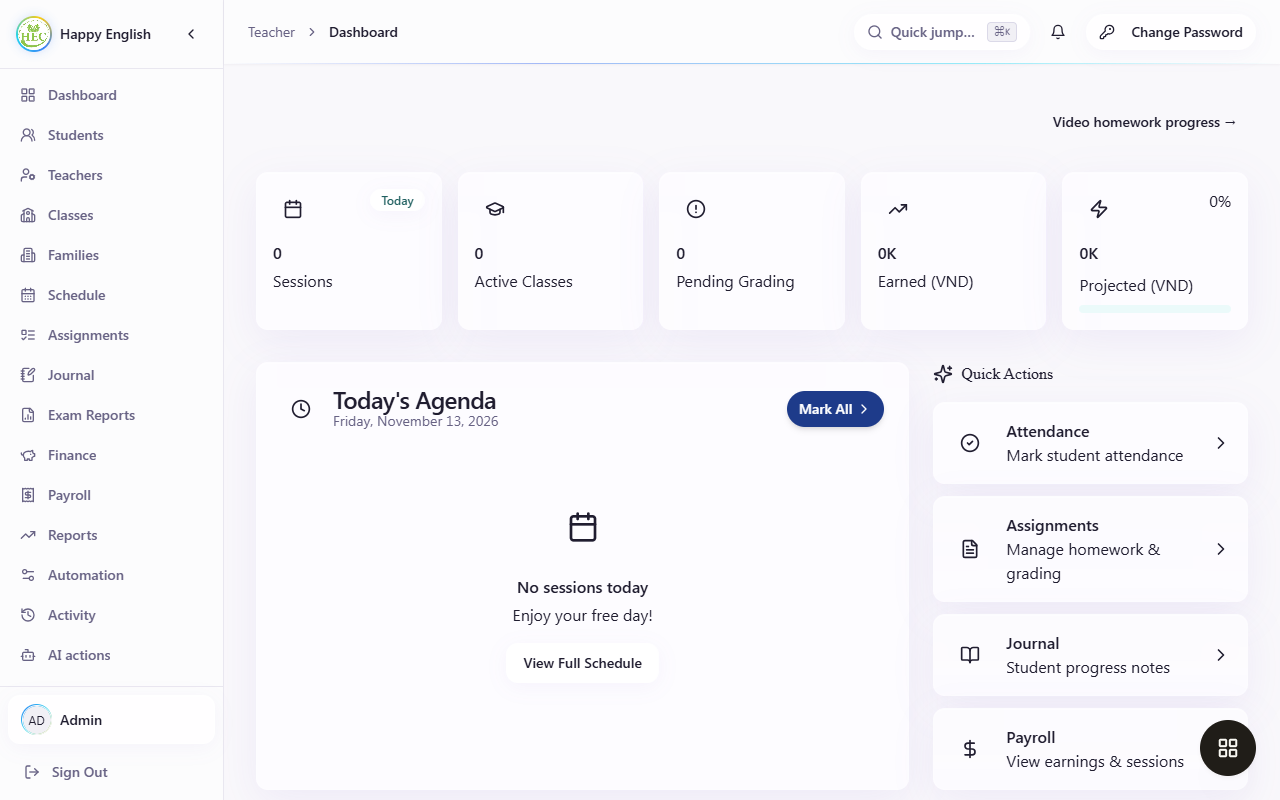 HEC
Happy English
Dashboard
Students
Teachers
Classes
Families
Schedule
Assignments
Journal
Exam Reports
Finance
Payroll
Reports
Automation
Activity
AI actions
AD
Admin
Sign Out
Teacher
Dashboard
Quick jump...
⌘K
Change Password
Video homework progress →
Today
0
Sessions
0
Active Classes
0
Pending Grading
0K
Earned (VND)
0%
0K
Projected (VND)
Today's Agenda
Friday, November 13, 2026
Mark All
No sessions today
Enjoy your free day!
View Full Schedule
Quick Actions
Attendance
Mark student attendance
Assignments
Manage homework &
grading
Journal
Student progress notes
Payroll
View earnings & sessions